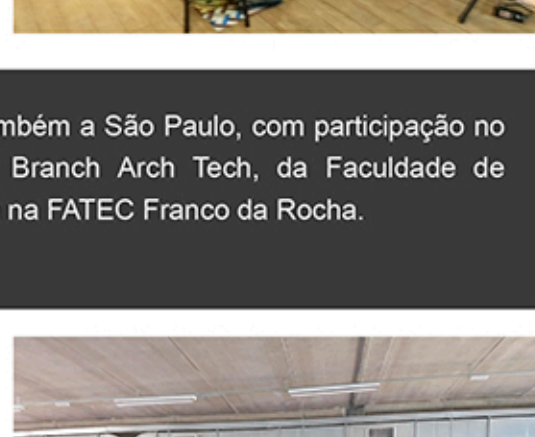 mbém a São Paulo, com participação no
Branch Arch Tech, da Faculdade de
na FATEC Franco da Rocha.